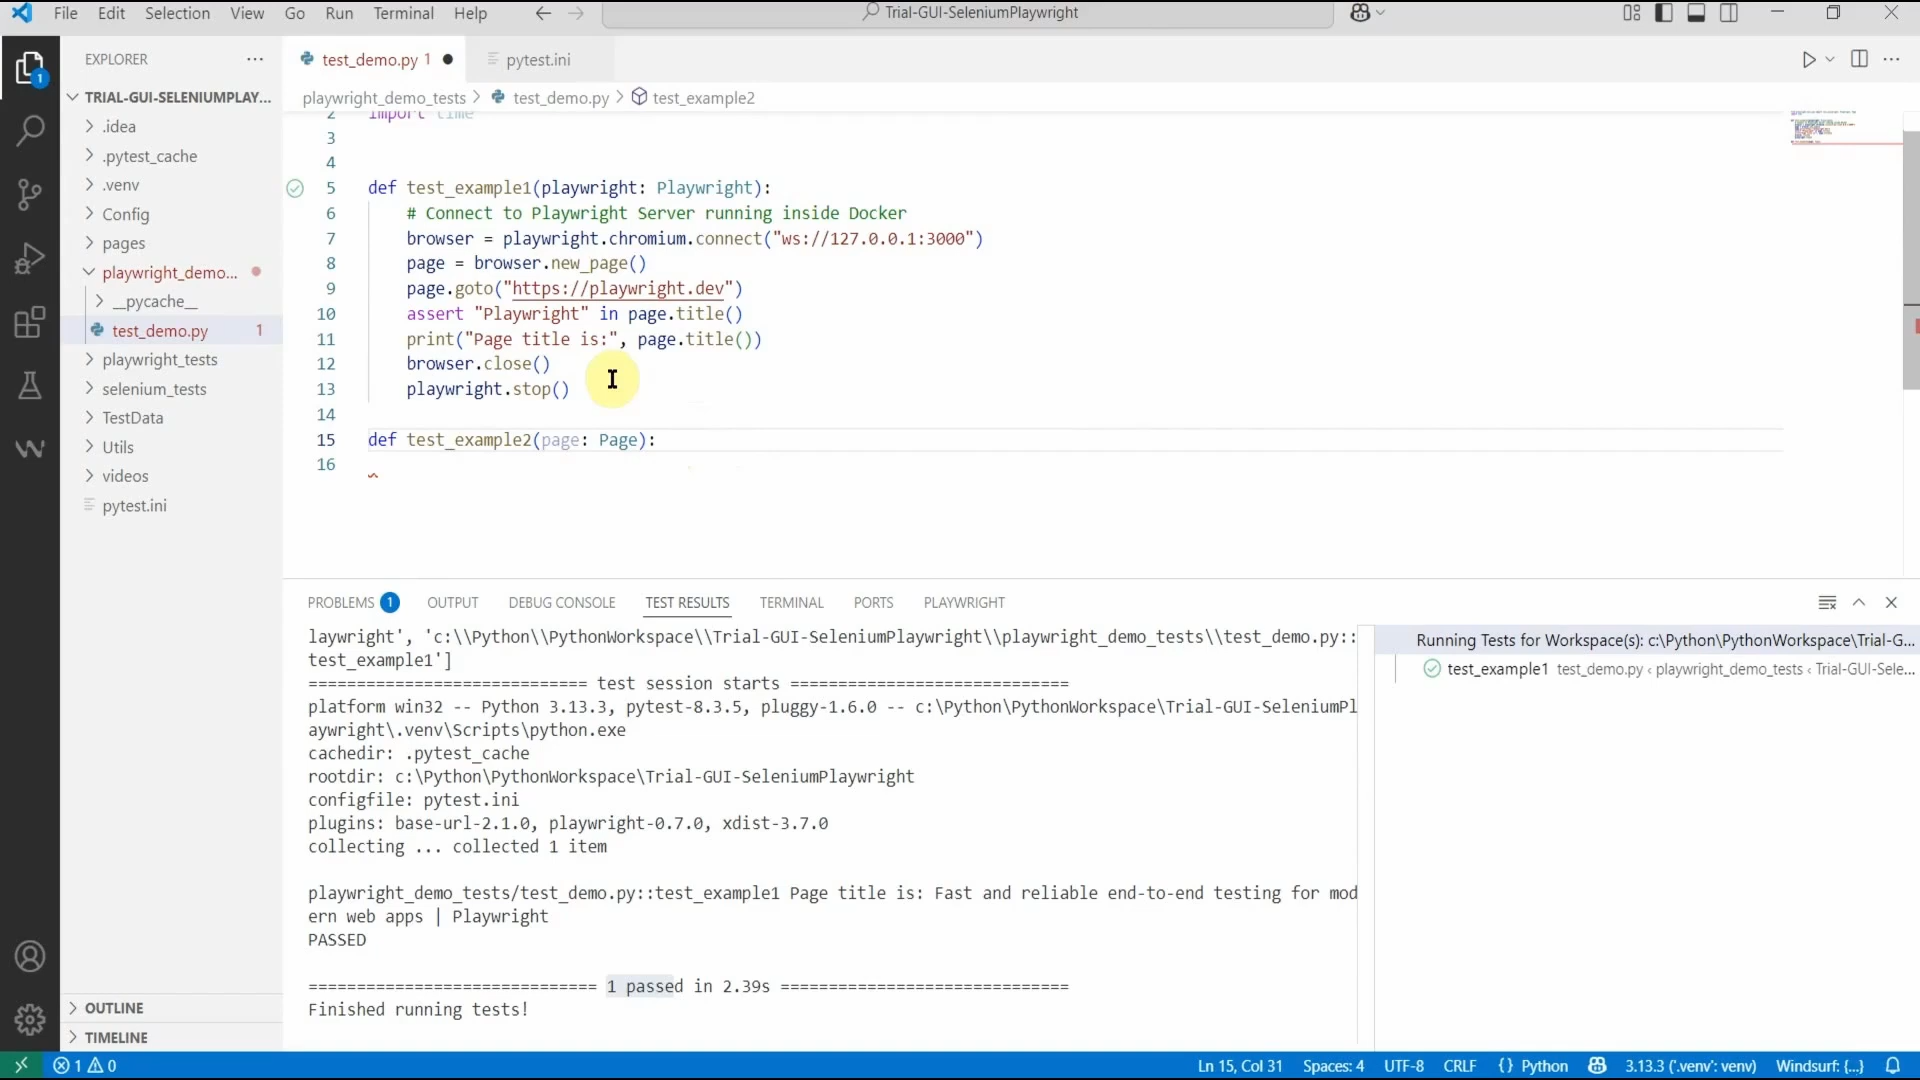 File Edit Selection View Go Run Terminal Help Trial-GUI-SeleniumPlaywright
EXPLORER
test_demo.py 1
pytest.ini
TRIAL-GUI-SELENIUMPLAY...
.idea
.pytest_cache
.venv
Config
pages
playwright_demo...
__pycache__
test_demo.py 1
playwright_tests
selenium_tests
TestData
Utils
videos
pytest.ini
OUTLINE
TIMELINE
playwright_demo_tests > test_demo.py > test_example2
2 import time
3
4
5 def test_example1(playwright: Playwright):
6 # Connect to Playwright Server running inside Docker
7 browser = playwright.chromium.connect("ws://127.0.0.1:3000")
8 page = browser.new_page()
9 page.goto("https://playwright.dev")
10 assert "Playwright" in page.title()
11 print("Page title is:", page.title())
12 browser.close()
13 playwright.stop()
14
15 def test_example2(page: Page):
16
PROBLEMS 1 OUTPUT DEBUG CONSOLE TEST RESULTS TERMINAL PORTS PLAYWRIGHT
laywright', 'c:\\Python\\PythonWorkspace\\Trial-GUI-SeleniumPlaywright\\playwright_demo_tests\\test_demo.py::
test_example1']
============================= test session starts =============================
platform win32 -- Python 3.13.3, pytest-8.3.5, pluggy-1.6.0 -- c:\Python\PythonWorkspace\Trial-GUI-SeleniumPl
aywright\.venv\Scripts\python.exe
cachedir: .pytest_cache
rootdir: c:\Python\PythonWorkspace\Trial-GUI-SeleniumPlaywright
configfile: pytest.ini
plugins: base-url-2.1.0, playwright-0.7.0, xdist-3.7.0
collecting ... collected 1 item
playwright_demo_tests/test_demo.py::test_example1 Page title is: Fast and reliable end-to-end testing for mod
ern web apps | Playwright
PASSED
============================== 1 passed in 2.39s ==============================
Finished running tests!
Running Tests for Workspace(s): c:\Python\PythonWorkspace\Trial-G...
test_example1 test_demo.py < playwright_demo_tests < Trial-GUI-Sele...
1 0 Ln 15, Col 31 Spaces: 4 UTF-8 CRLF {} Python 3.13.3 ('.venv': venv) Windsurf: {...}